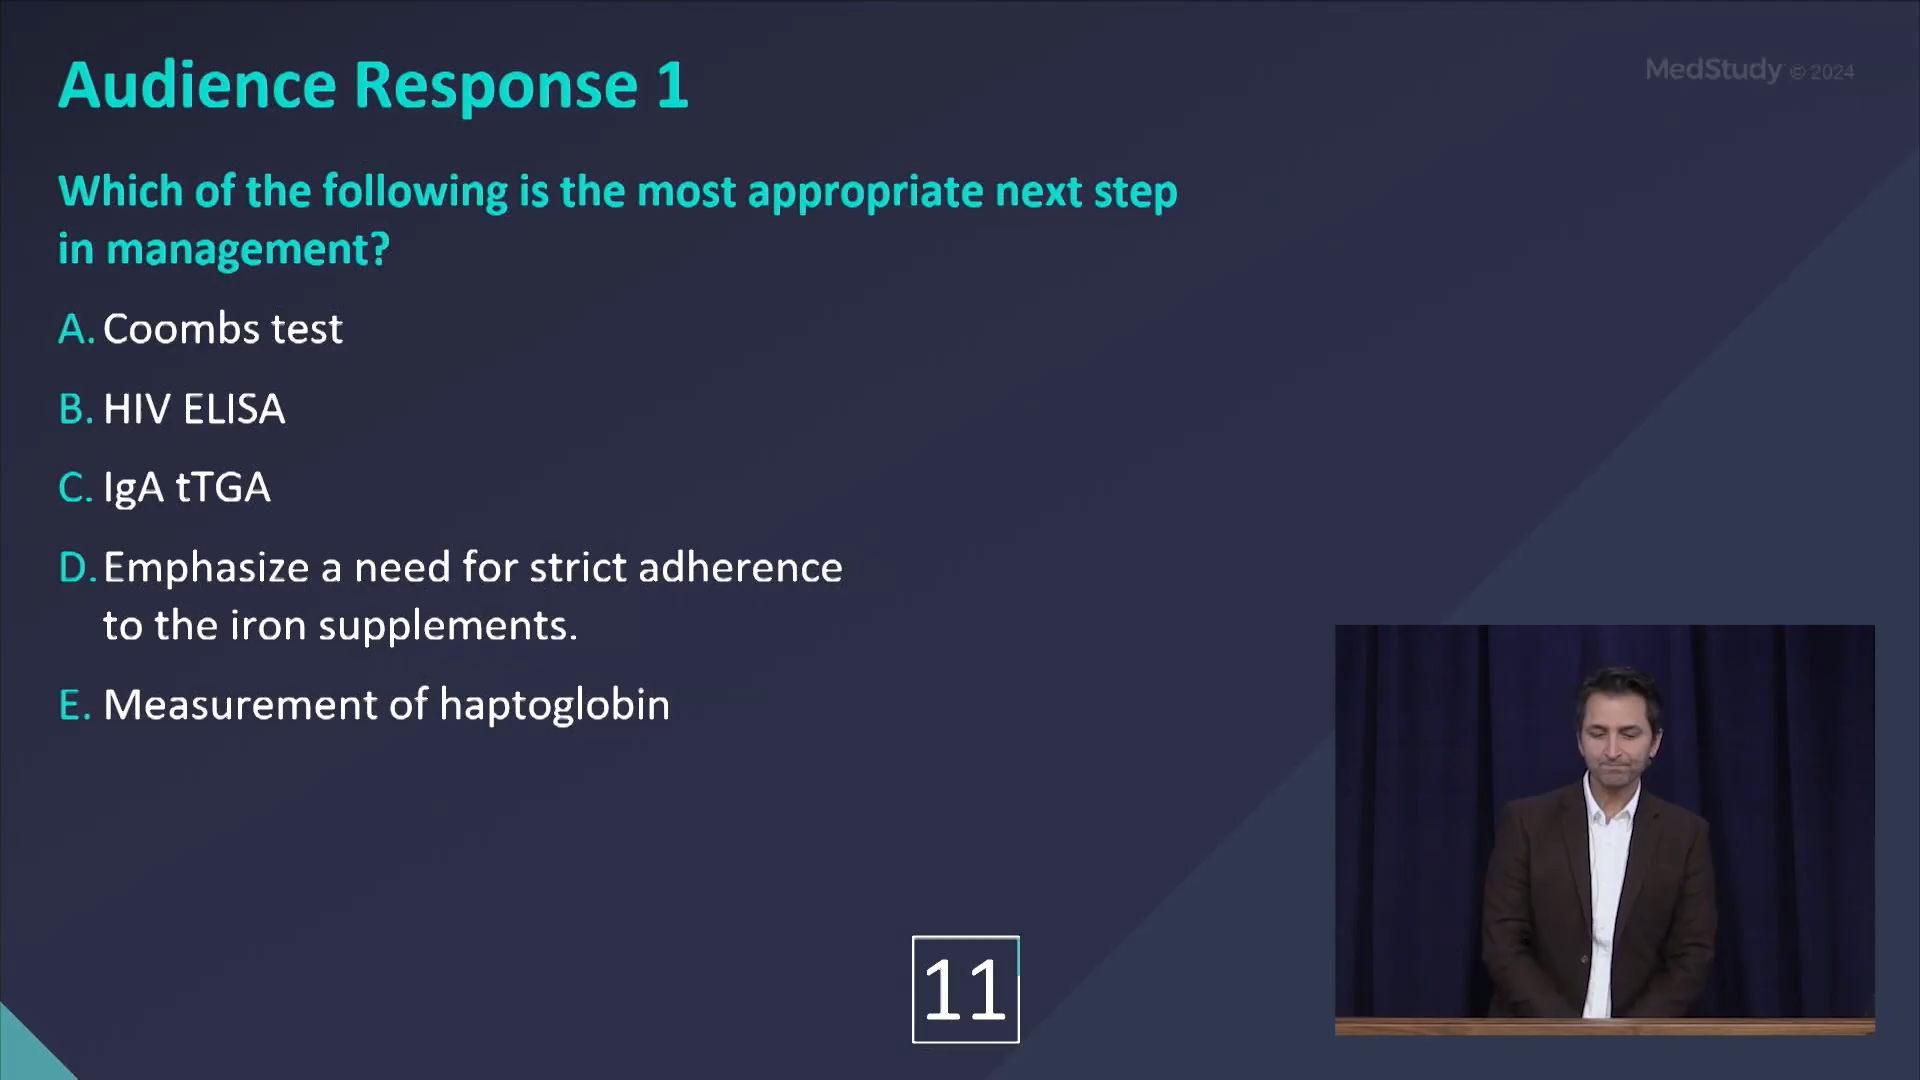 Audience Response 1
MedStudy © 2024
Which of the following is the most appropriate next step
in management?
A. Coombs test
B. HIV ELISA
C. IgA tTGA
D. Emphasize a need for strict adherence
to the iron supplements.
E. Measurement of haptoglobin
11